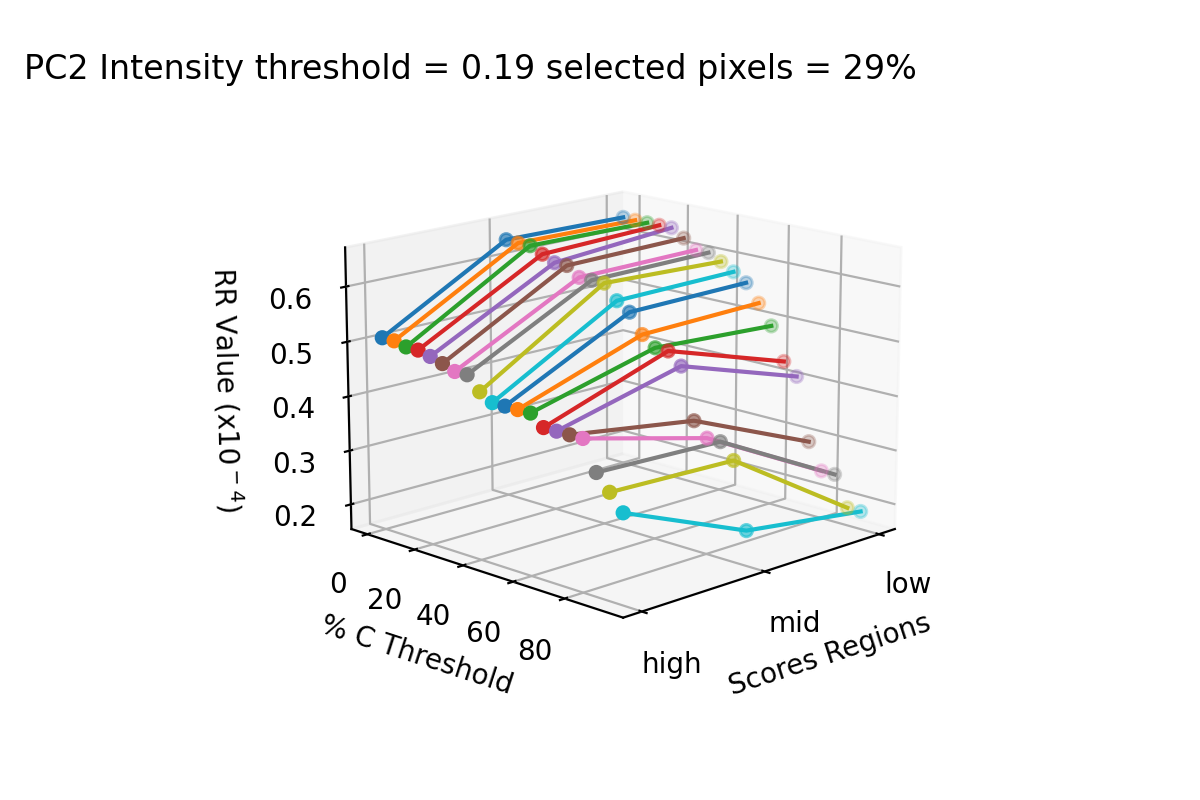 PC2 Intensity threshold = 0.19 selected pixels = 29%
RR Value (x10⁻⁴)
0.6
0.5
0.4
0.3
0.2
0
20
40
60
80
% C Threshold
high
mid
low
Scores Regions